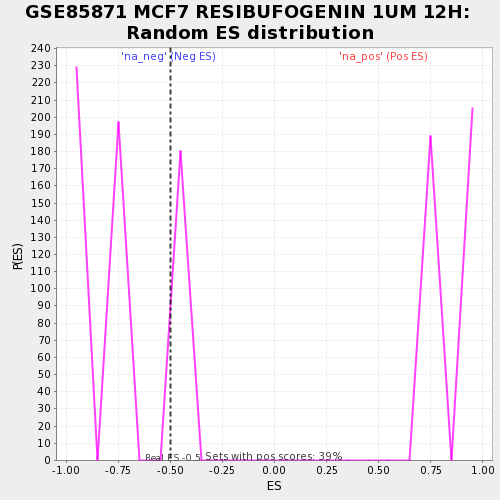 GSE85871 MCF7 RESIBUFOGENIN 1UM 12H:
Random ES distribution
'na_neg' (Neg ES)
'na_pos' (Pos ES)
240
230
220
210
200
190
180
170
160
150
140
130
120
110
100
90
80
70
60
50
40
30
20
10
0
P(ES)
Real ES -0.5
Sets with pos scores: 39%
-1.00 -0.75 -0.50 -0.25 0.00 0.25 0.50 0.75 1.00
ES